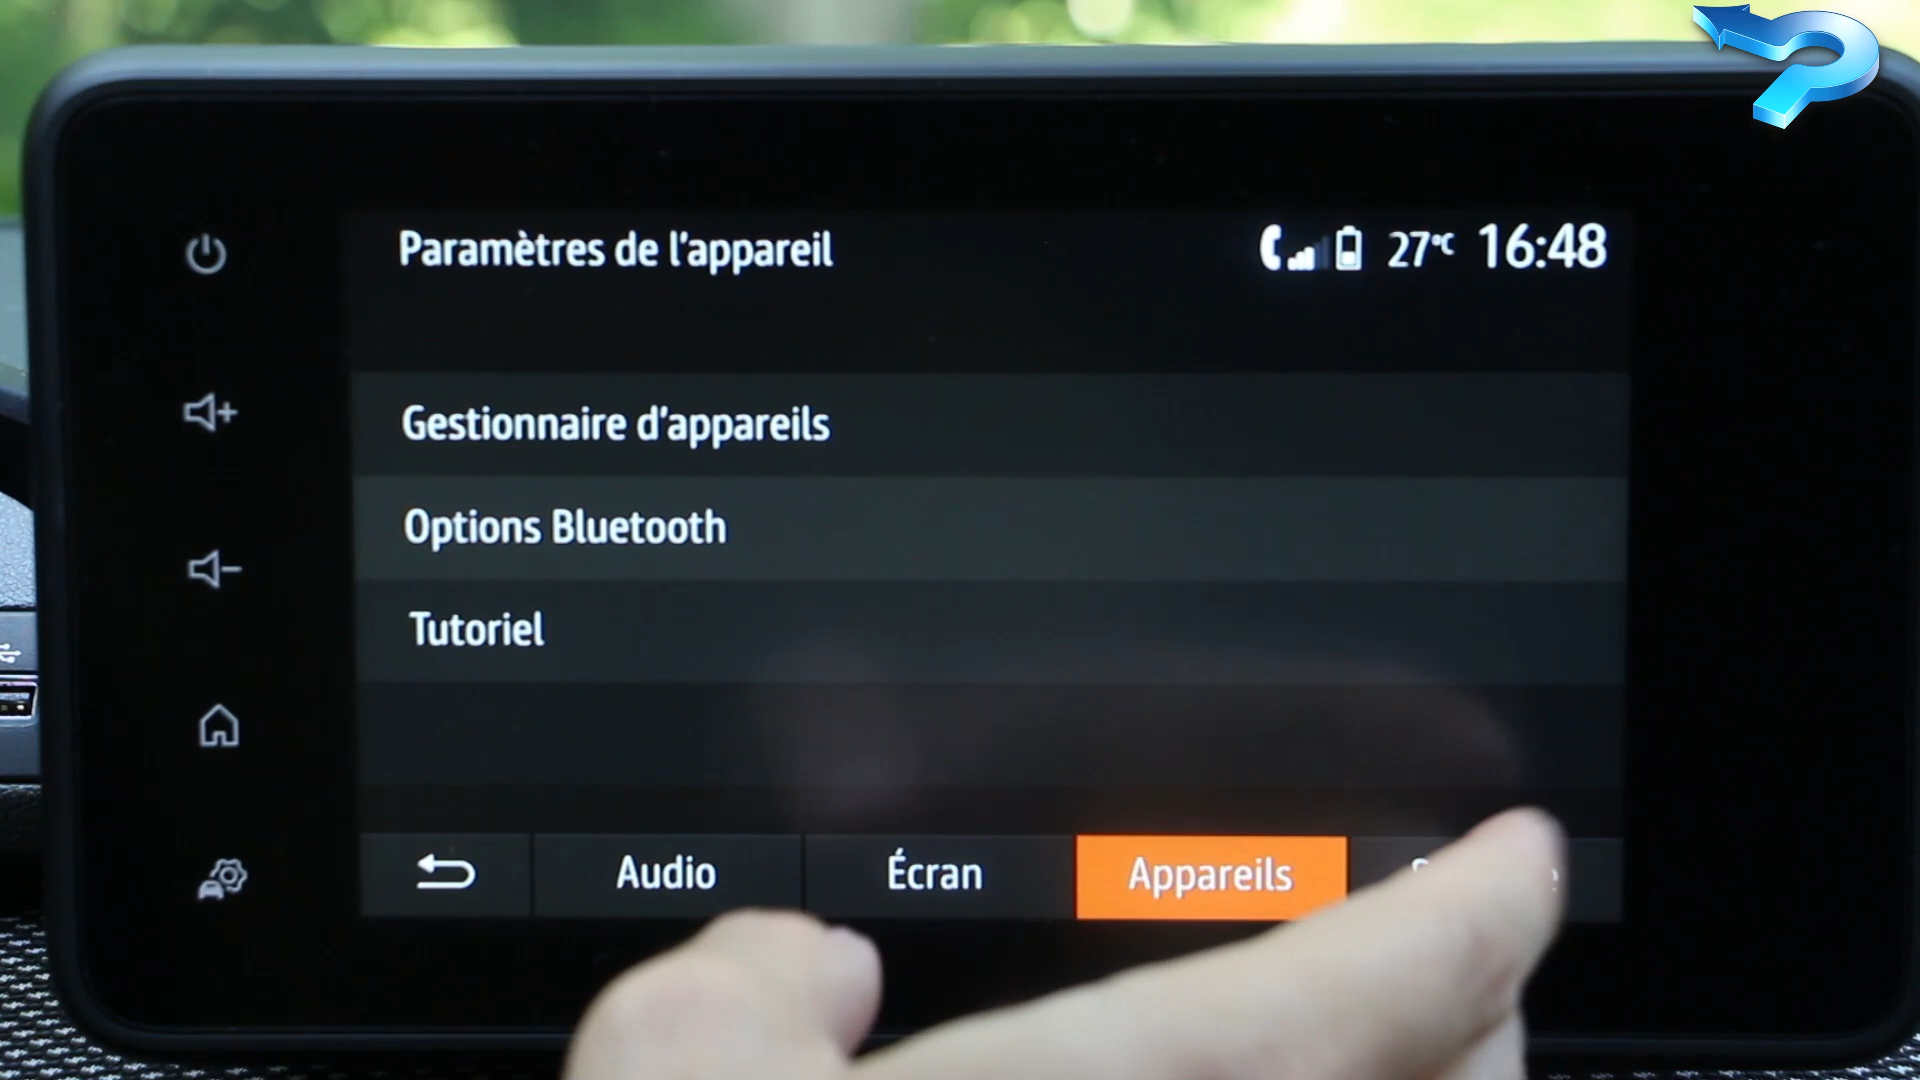 Paramètres de l'appareil
27°C 16:48
Gestionnaire d'appareils
Options Bluetooth
Tutoriel
Audio
Écran
Appareils